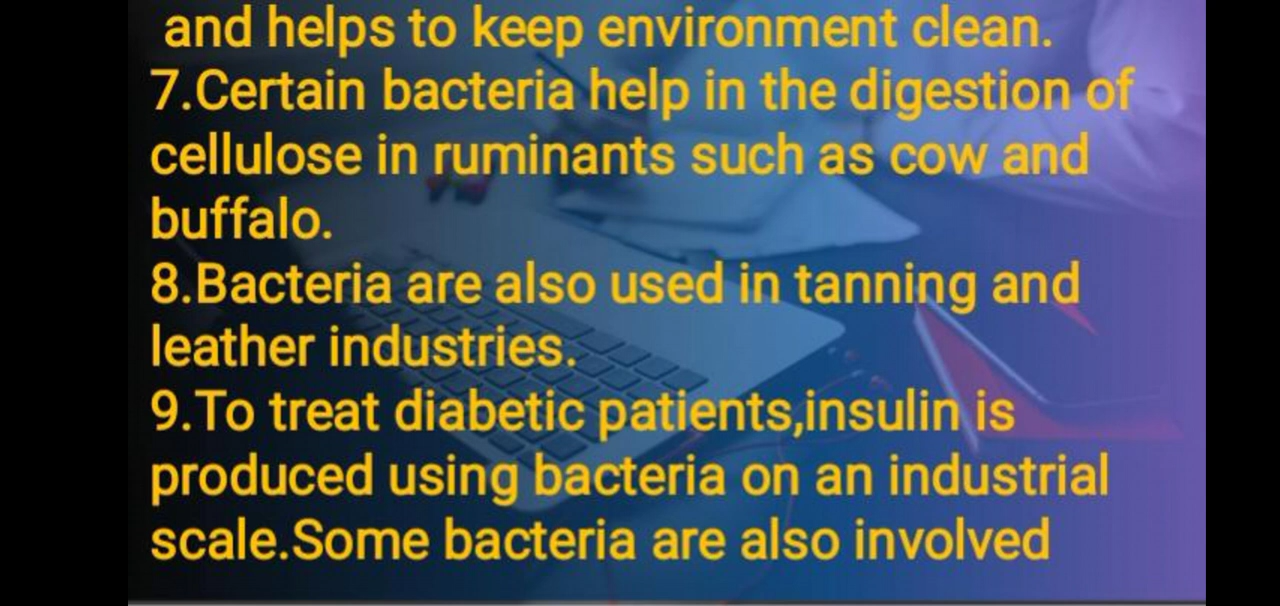 and helps to keep environment clean.
7.Certain bacteria help in the digestion of
cellulose in ruminants such as cow and
buffalo.
8.Bacteria are also used in tanning and
leather industries.
9.To treat diabetic patients,insulin is
produced using bacteria on an industrial
scale.Some bacteria are also involved